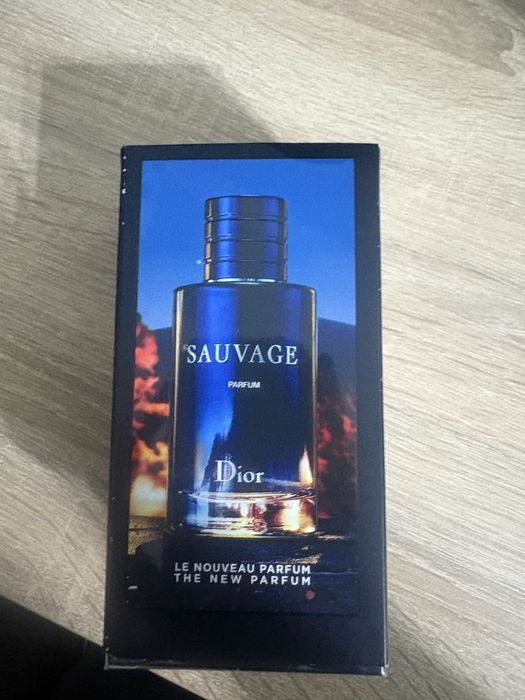 SAUVAGE
PARFUM
Dior
LE NOUVEAU PARFUM
THE NEW PARFUM